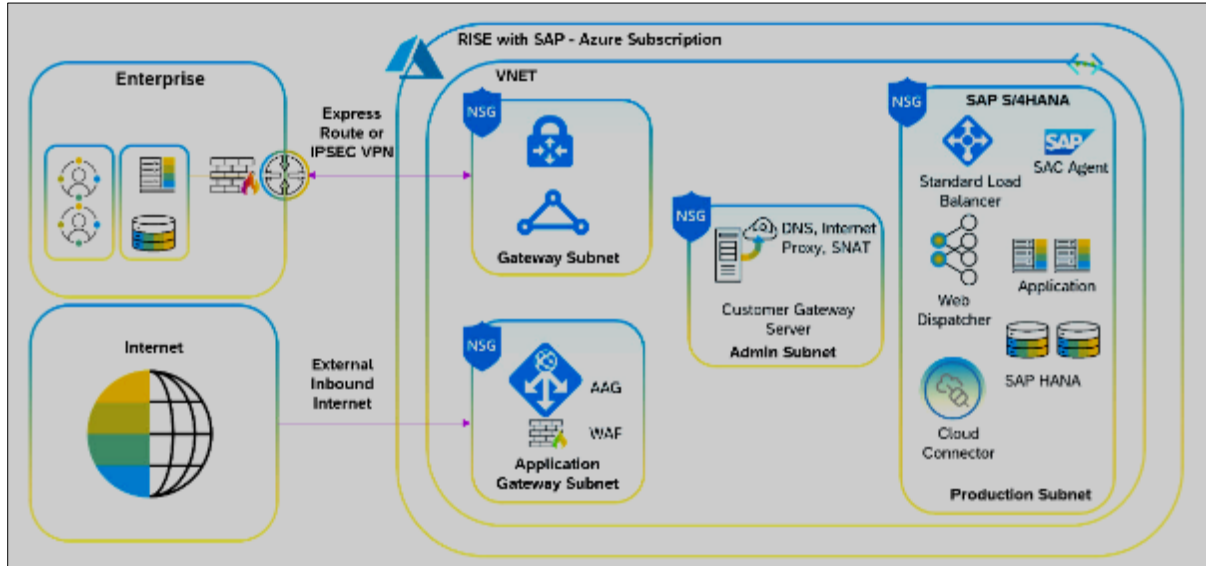 RISE with SAP - Azure Subscription
VNET
Enterprise
Express
Route or
IPSEC VPN
NSG
Gateway Subnet
NSG
DNS, Internet
Proxy, SNAT
Customer Gateway
Server
Admin Subnet
NSG
SAP S/4HANA
SAP
SAC Agent
Standard Load
Balancer
Web
Dispatcher
Application
SAP HANA
Cloud
Connector
Production Subnet
Internet
External
Inbound
Internet
NSG
AAG
WAF
Application
Gateway Subnet